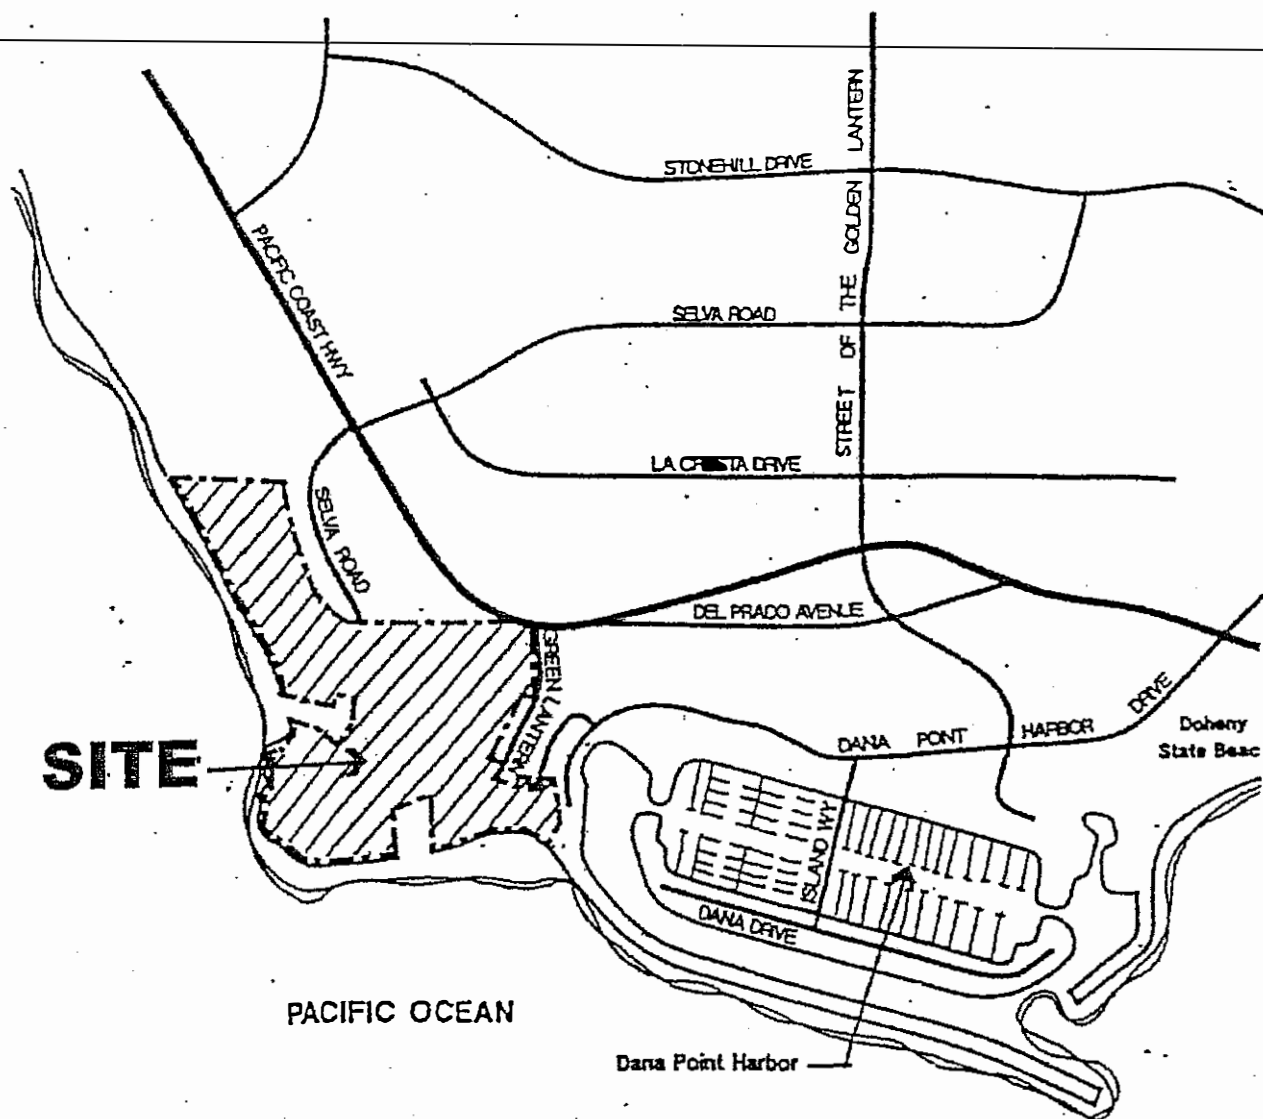 STONEHILL DRIVE
STREET OF THE GOLDEN LANTERN
PACIFIC COAST HWY
SELVA ROAD
LA CRESTA DRIVE
SELVA ROAD
DEL PRADO AVENUE
GREEN LANTERN
DANA POINT HARBOR DRIVE
Doheny
State Beac
SITE
ISLAND WY
DANA DRIVE
PACIFIC OCEAN
Dana Point Harbor